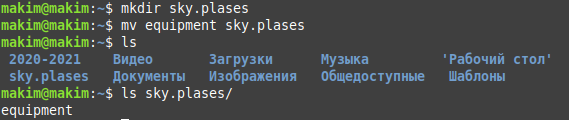 makim@makim:~$ mkdir sky.plases
makim@makim:~$ mv equipment sky.plases
makim@makim:~$ ls
2020-2021 Видео Загрузки Музыка 'Рабочий стол'
sky.plases Документы Изображения Общедоступные Шаблоны
makim@makim:~$ ls sky.plases/
equipment